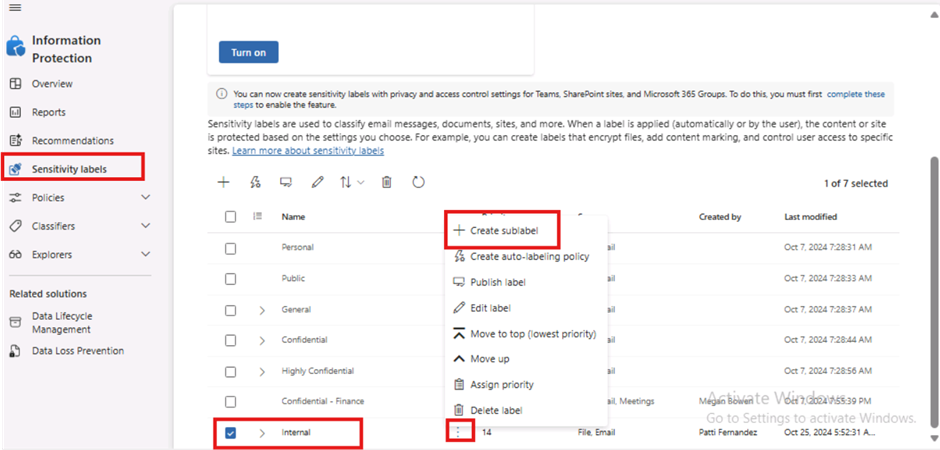 Information
Protection
Overview
Reports
Recommendations
Sensitivity labels
Policies
Classifiers
Explorers
Related solutions
Data Lifecycle
Management
Data Loss Prevention
Turn on
You can now create sensitivity labels with privacy and access control settings for Teams, SharePoint sites, and Microsoft 365 Groups. To do this, you must first complete these
steps to enable the feature.
Sensitivity labels are used to classify email messages, documents, sites, and more. When a label is applied (automatically or by the user), the content or site
is protected based on the settings you choose. For example, you can create labels that encrypt files, add content marking, and control user access to specific
sites. Learn more about sensitivity labels
1 of 7 selected
Name Created by Last modified
Personal ail Oct 7, 2024 7:28:31 AM
Public ail Oct 7, 2024 7:28:33 AM
General ail Oct 7, 2024 7:28:37 AM
Confidential ail Oct 7, 2024 7:28:44 AM
Highly Confidential ail Oct 7, 2024 7:28:56 AM
Confidential - Finance ail, Meetings Megan Bowen Oct 7, 2024 7:55:39 PM
Internal 14 File, Email Patti Fernandez Oct 25, 2024 5:52:31 A...
Create sublabel
Create auto-labeling policy
Publish label
Edit label
Move to top (lowest priority)
Move up
Assign priority
Delete label
Activate Windows
Go to Settings to activate Windows.